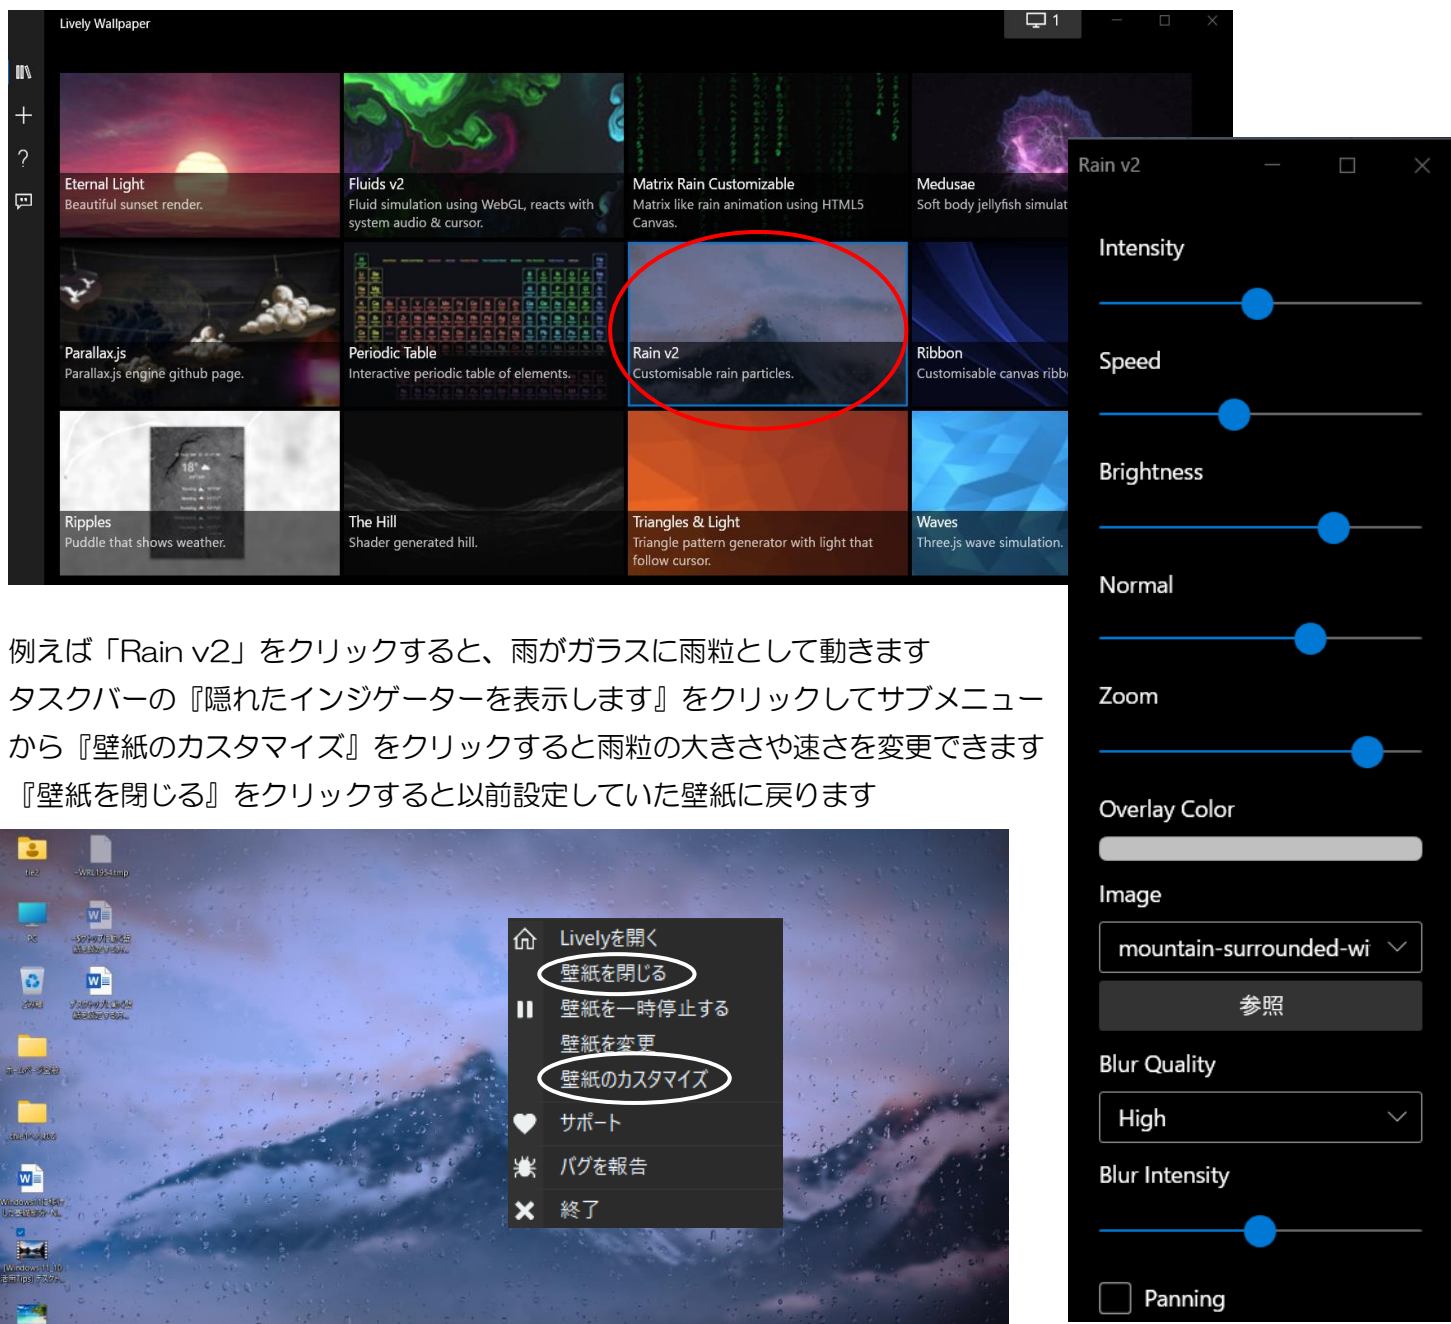 Lively Wallpaper
1
Eternal Light
Beautiful sunset render.
Fluids v2
Fluid simulation using WebGL, reacts with
system audio & cursor.
Matrix Rain Customizable
Matrix like rain animation using HTML5
Canvas.
Medusae
Soft body jellyfish simulat
Parallax.js
Parallax.js engine github page.
Periodic Table
Interactive periodic table of elements.
Rain v2
Customisable rain particles.
Ribbon
Customisable canvas ribb
Ripples
Puddle that shows weather.
18°
The Hill
Shader generated hill.
Triangles & Light
Triangle pattern generator with light that
follow cursor.
Waves
Three.js wave simulation.
Rain v2
Intensity
Speed
Brightness
Normal
Zoom
Overlay Color
Image
mountain-surrounded-wi
参照
Blur Quality
High
Blur Intensity
Panning
例えば「Rain v2」をクリックすると、雨がガラスに雨粒として動きます
タスクバーの『隠れたインジゲーターを表示します』をクリックしてサブメニュー
から『壁紙のカスタマイズ』をクリックすると雨粒の大きさや速さを変更できます
『壁紙を閉じる』をクリックすると以前設定していた壁紙に戻ります
~WRL1954.tmp
PC
Livelyを開く
壁紙を閉じる
壁紙を一時停止する
壁紙を変更
壁紙のカスタマイズ
サポート
バグを報告
終了